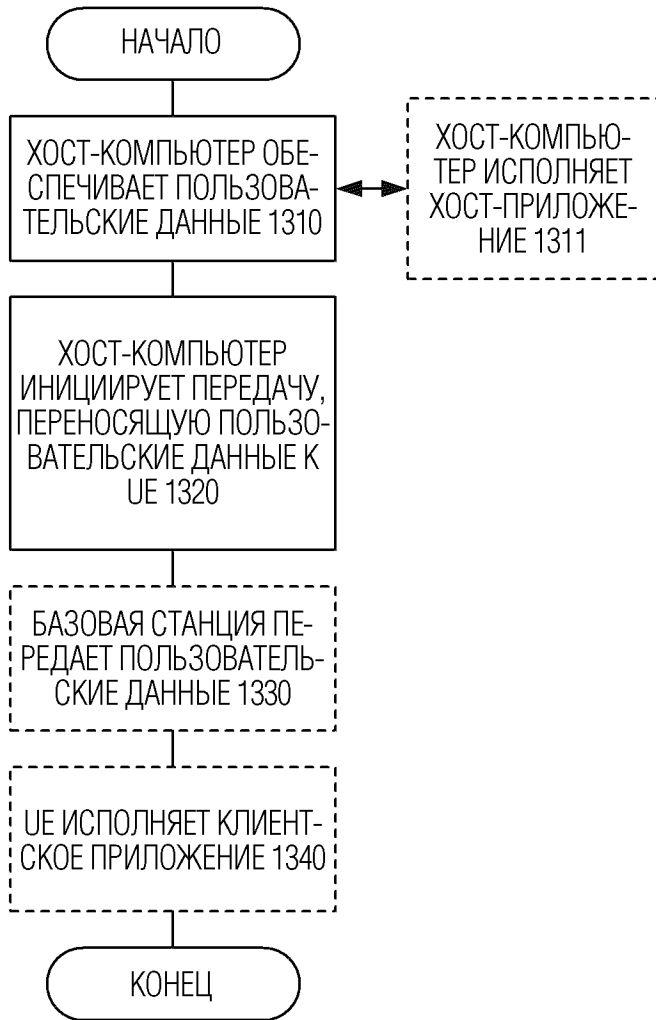 НАЧАЛО
ХОСТ-КОМПЬЮТЕР ОБЕ-
СПЕЧИВАЕТ ПОЛЬЗОВА-
ТЕЛЬСКИЕ ДАННЫЕ 1310
ХОСТ-КОМПЬЮ-
ТЕР ИСПОЛНЯЕТ
ХОСТ-ПРИЛОЖЕ-
НИЕ 1311
ХОСТ-КОМПЬЮТЕР
ИНИЦИИРУЕТ ПЕРЕДАЧУ,
ПЕРЕНОСЯЩУЮ ПОЛЬЗО-
ВАТЕЛЬСКИЕ ДАННЫЕ К
UE 1320
БАЗОВАЯ СТАНЦИЯ ПЕ-
РЕДАЕТ ПОЛЬЗОВАТЕЛЬ-
СКИЕ ДАННЫЕ 1330
UE ИСПОЛНЯЕТ КЛИЕНТ-
СКОЕ ПРИЛОЖЕНИЕ 1340
КОНЕЦ